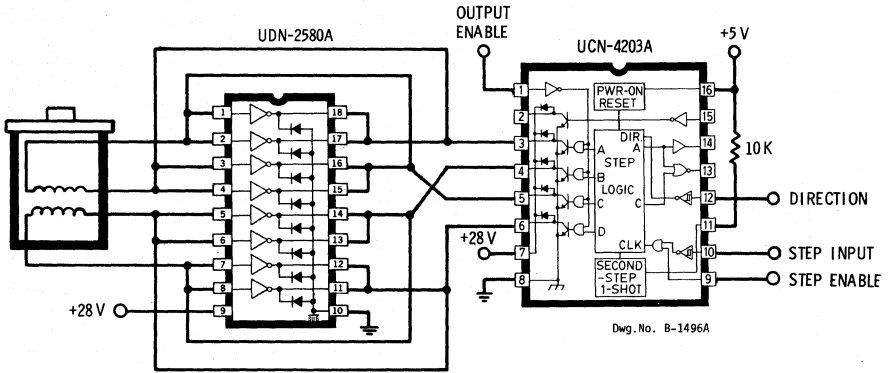 OUTPUT
ENABLE
UDN-2580A
UCN-4203A
+5 V
1
2
3
4
5
6
7
8
9
18
17
16
15
14
13
12
11
10
SUB
+28 V
1
2
3
4
5
6
7
8
16
15
14
13
12
11
10
9
PWR-ON
RESET
DIR
A
A
STEP
B
LOGIC
C
C
D
CLK
SECOND
-STEP
1-SHOT
+28 V
10 K
DIRECTION
STEP INPUT
STEP ENABLE
Dwg. No. B-1496A